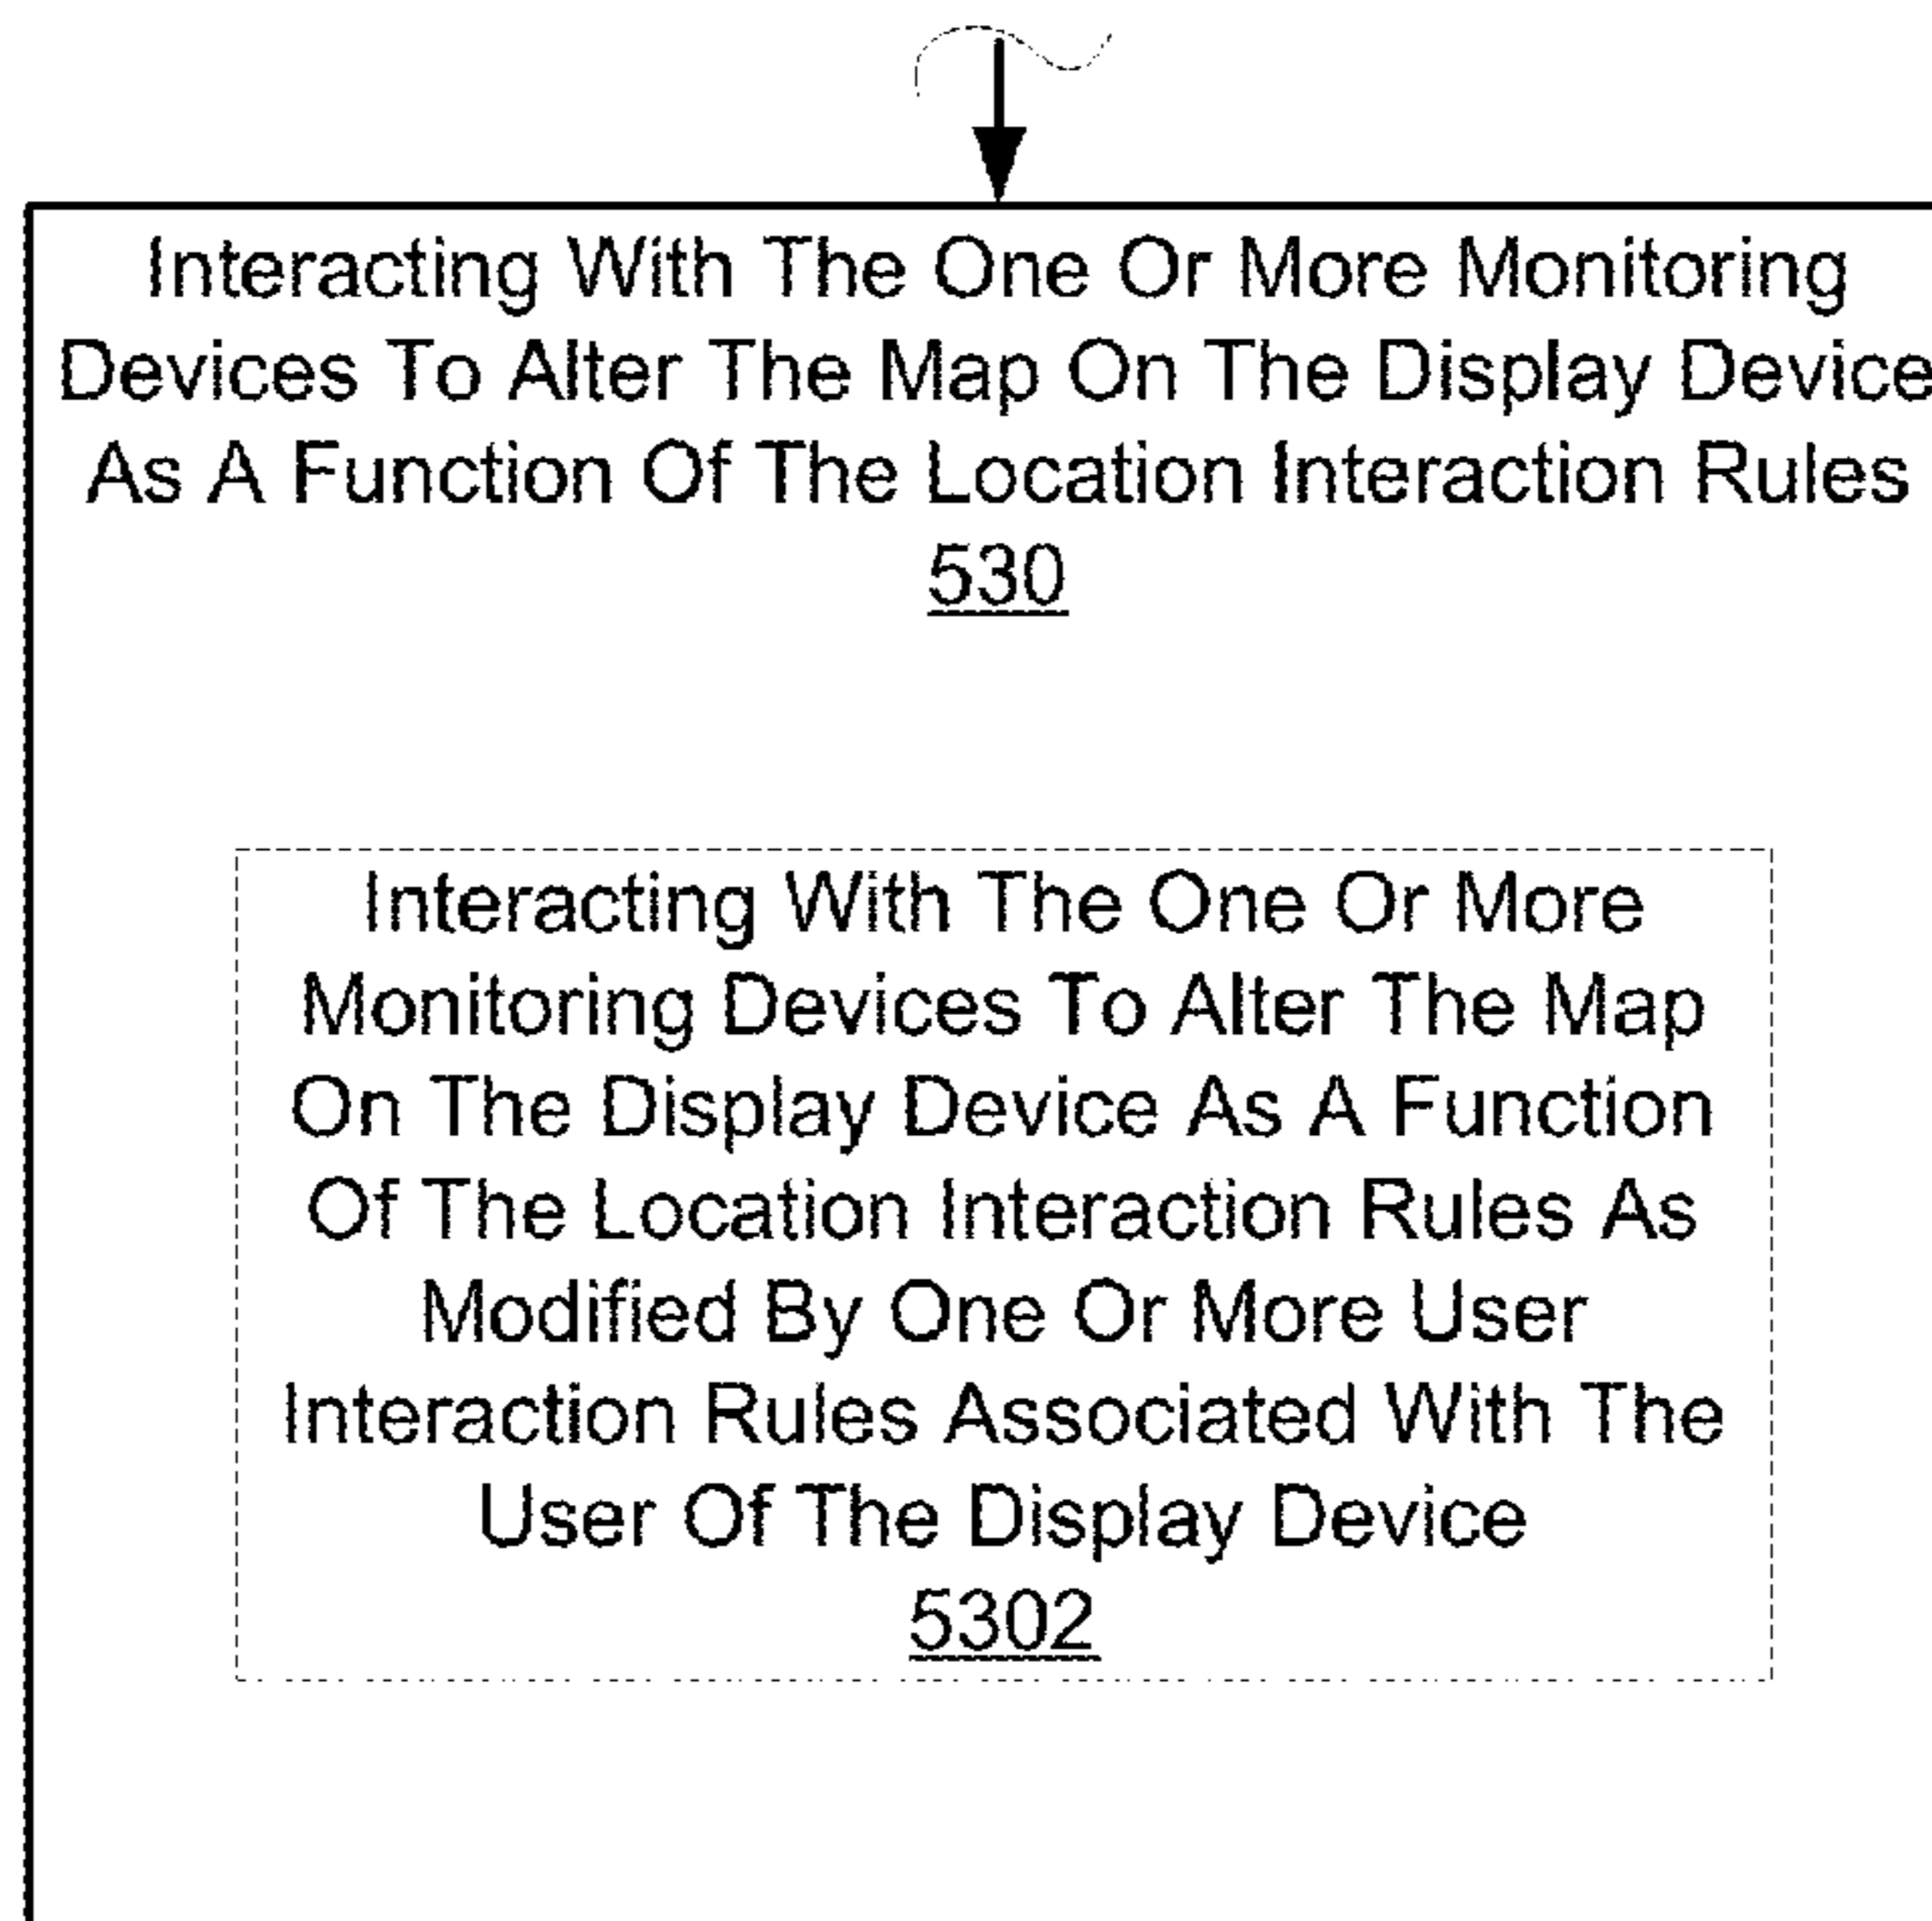 Interacting With The One Or More Monitoring
Devices To Alter The Map On The Display Device
As A Function Of The Location Interaction Rules
530
Interacting With The One Or More
Monitoring Devices To Alter The Map
On The Display Device As A Function
Of The Location Interaction Rules As
Modified By One Or More User
Interaction Rules Associated With The
User Of The Display Device
5302